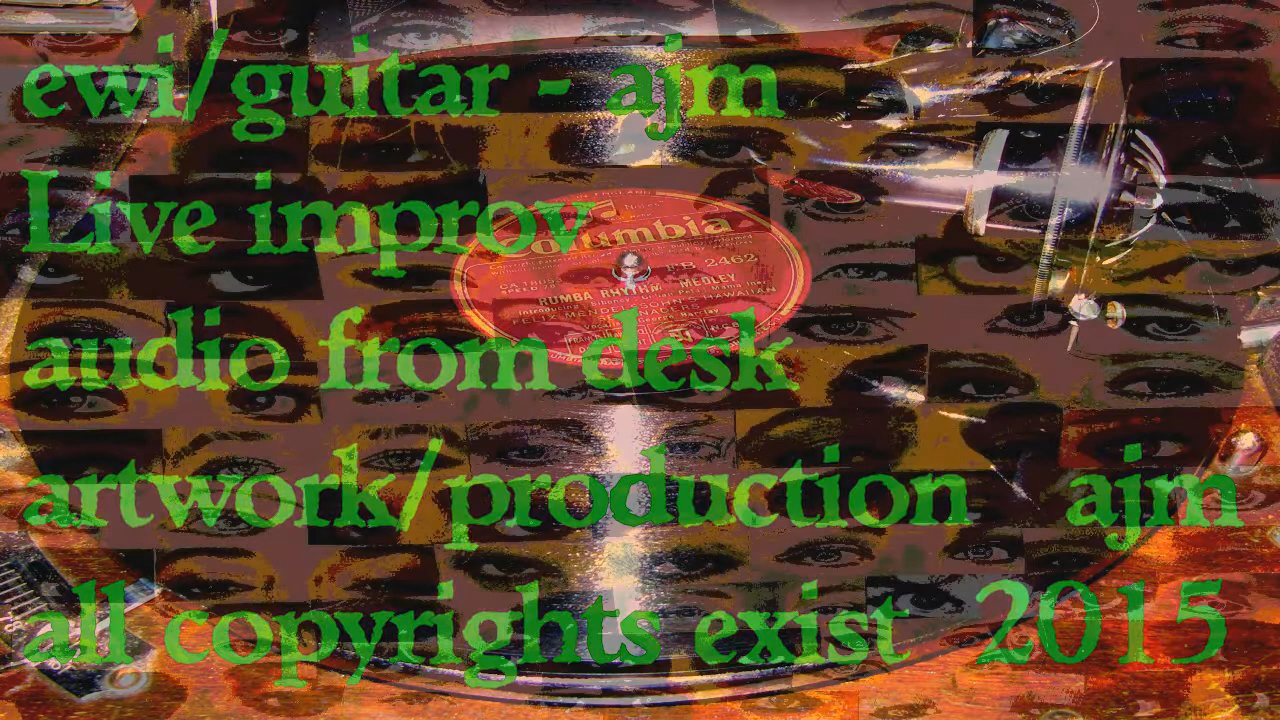 ewi/guitar - ajm
Live improv
Columbia
2462
RUMBA RHYTHM MEDLEY
audio from desk
artwork/production ajm
all copyrights exist 2015